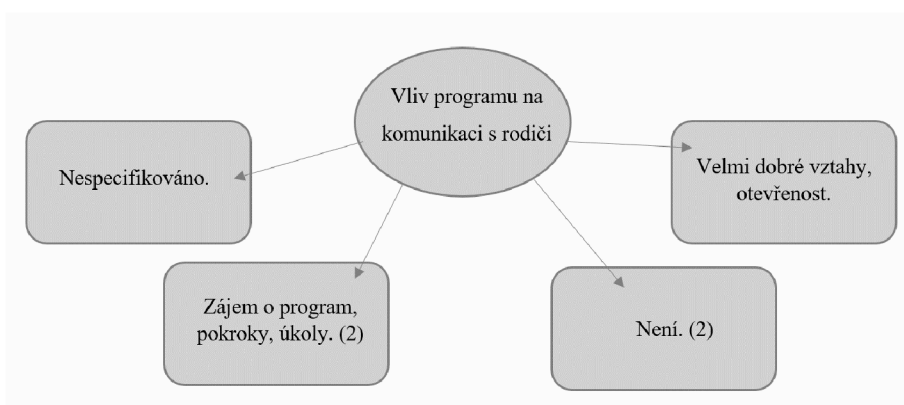 Vliv programu na
komunikaci s rodiči
Nespecifikováno.
Velmi dobré vztahy,
otevřenost.
Zájem o program,
pokroky, úkoly. (2)
Není. (2)